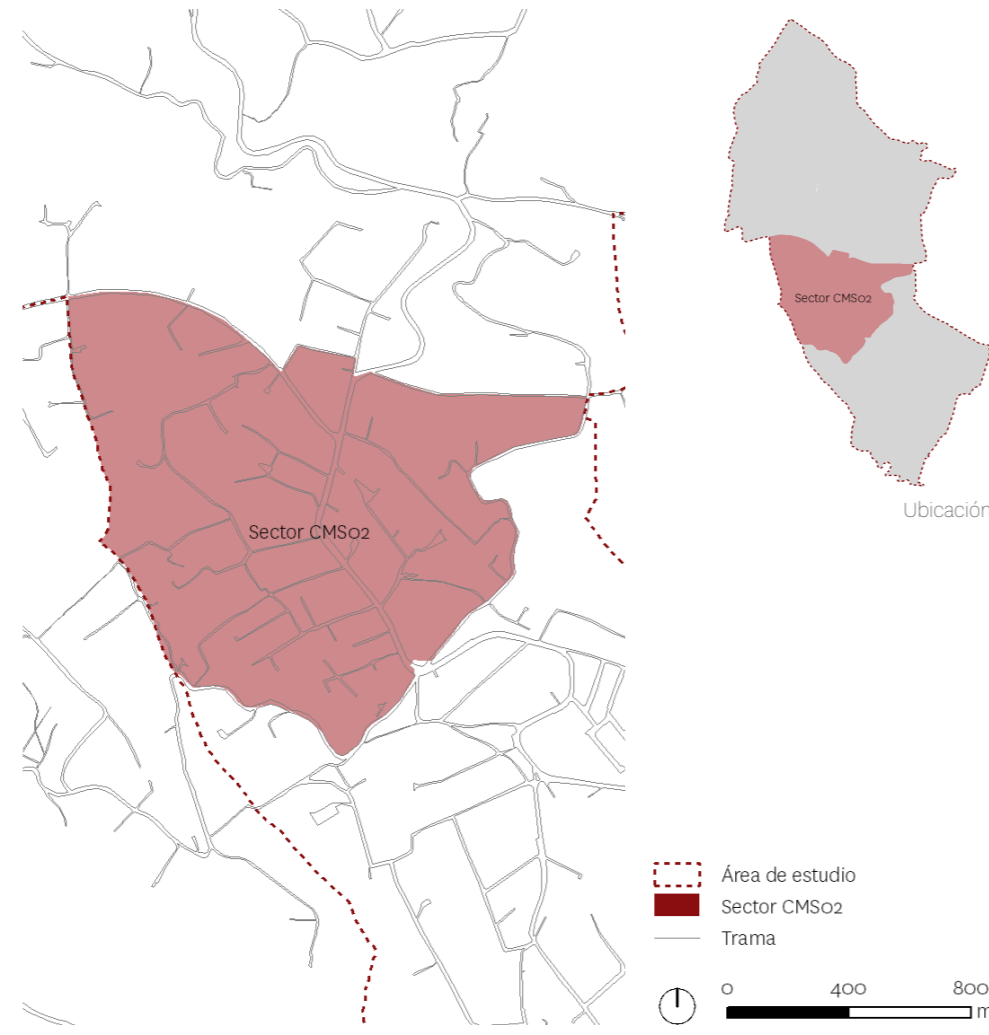 Sector CMS02
Ubicación
Sector CMS02
Área de estudio
Sector CMS02
Trama
0 400 800
m